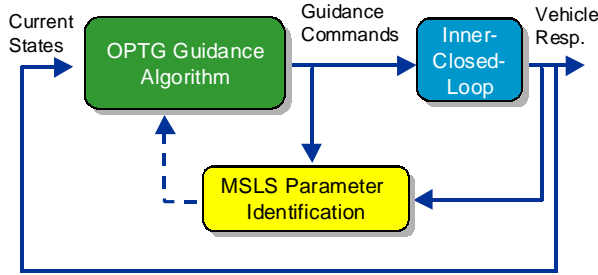 Current
States
OPTG Guidance
Algorithm
Guidance
Commands
Inner-
Closed-
Loop
Vehicle
Resp.
MSLS Parameter
Identification